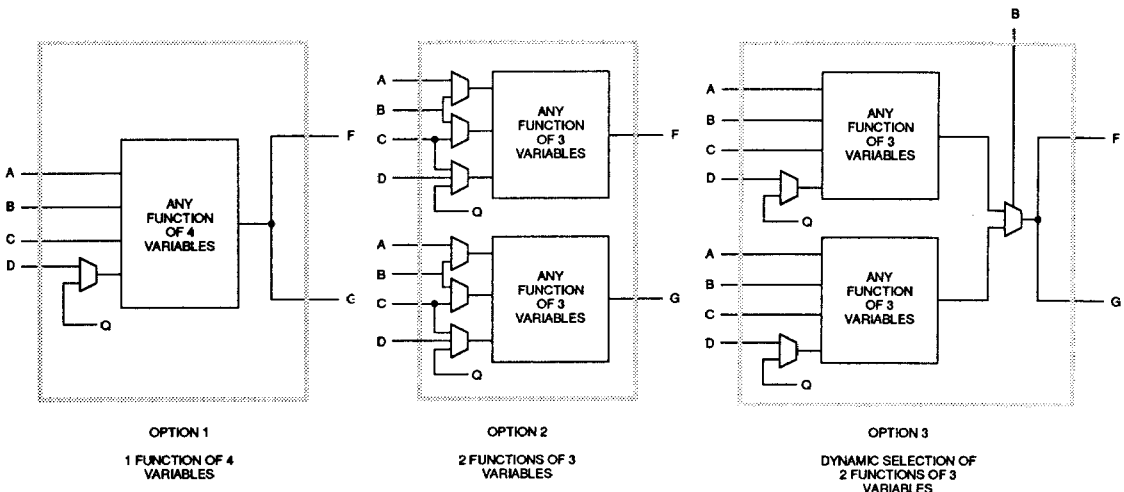 A
B
C
D
Q
ANY
FUNCTION
OF 4
VARIABLES
F
G
OPTION 1
1 FUNCTION OF 4
VARIABLES
A
B
C
D
Q
ANY
FUNCTION
OF 3
VARIABLES
F
A
B
C
D
Q
ANY
FUNCTION
OF 3
VARIABLES
G
OPTION 2
2 FUNCTIONS OF 3
VARIABLES
B
A
B
C
D
Q
ANY
FUNCTION
OF 3
VARIABLES
F
A
B
C
D
Q
ANY
FUNCTION
OF 3
VARIABLES
G
OPTION 3
DYNAMIC SELECTION OF
2 FUNCTIONS OF 3
VARIABLES